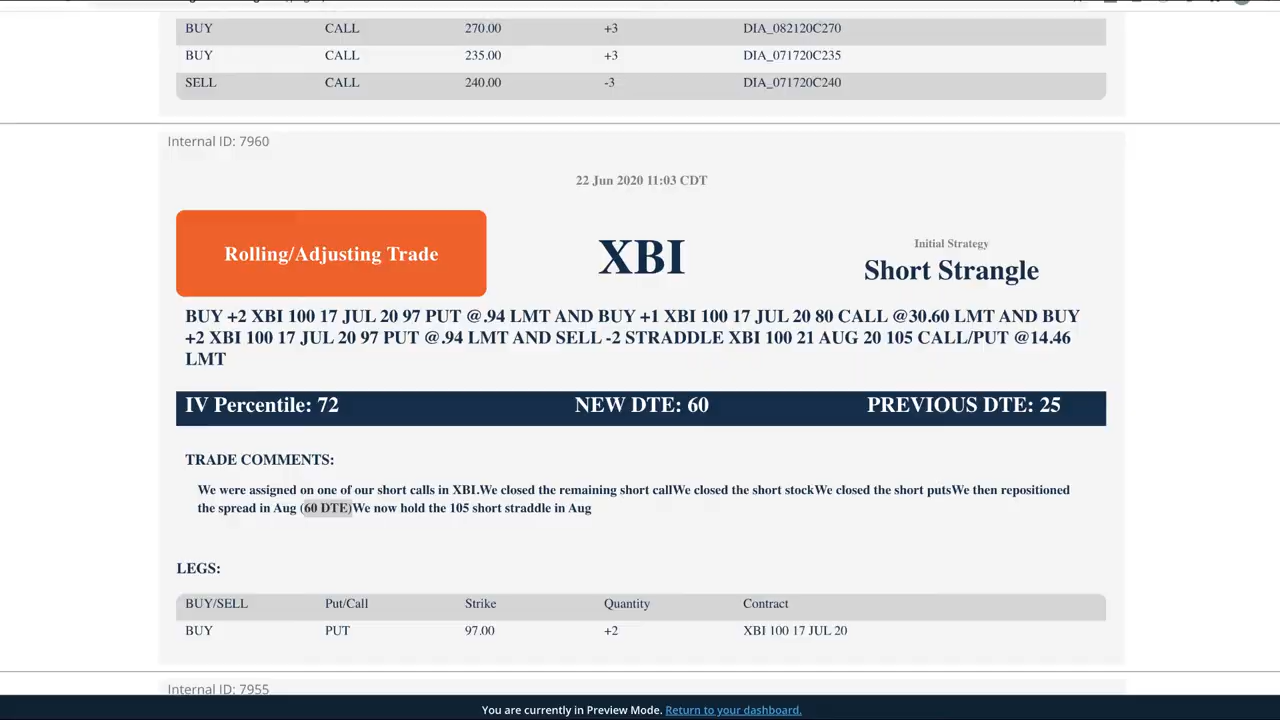 BUY CALL 270.00 +3 DIA_082120C270
BUY CALL 235.00 +3 DIA_071720C235
SELL CALL 240.00 -3 DIA_071720C240
Internal ID: 7960
22 Jun 2020 11:03 CDT
Rolling/Adjusting Trade
XBI
Initial Strategy
Short Strangle
BUY +2 XBI 100 17 JUL 20 97 PUT @.94 LMT AND BUY +1 XBI 100 17 JUL 20 80 CALL @30.60 LMT AND BUY
+2 XBI 100 17 JUL 20 97 PUT @.94 LMT AND SELL -2 STRADDLE XBI 100 21 AUG 20 105 CALL/PUT @14.46
LMT
IV Percentile: 72 NEW DTE: 60 PREVIOUS DTE: 25
TRADE COMMENTS:
We were assigned on one of our short calls in XBI.We closed the remaining short callWe closed the short stockWe closed the short putsWe then repositioned
the spread in Aug (60 DTE)We now hold the 105 short straddle in Aug
LEGS:
BUY/SELL Put/Call Strike Quantity Contract
BUY PUT 97.00 +2 XBI 100 17 JUL 20
Internal ID: 7955
You are currently in Preview Mode. Return to your dashboard.